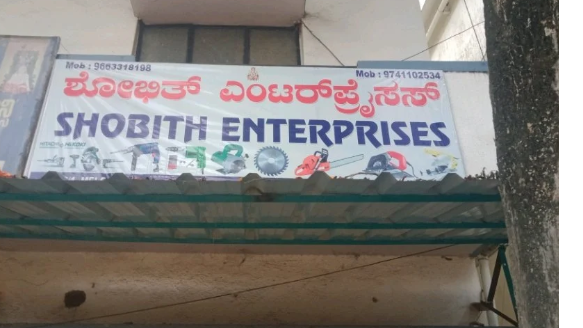 Mob : 9663318198
Mob : 9741102534
ಶೋಭಿತ್ ಎಂಟರ್‌ಪ್ರೈಸಸ್
SHOBITH ENTERPRISES